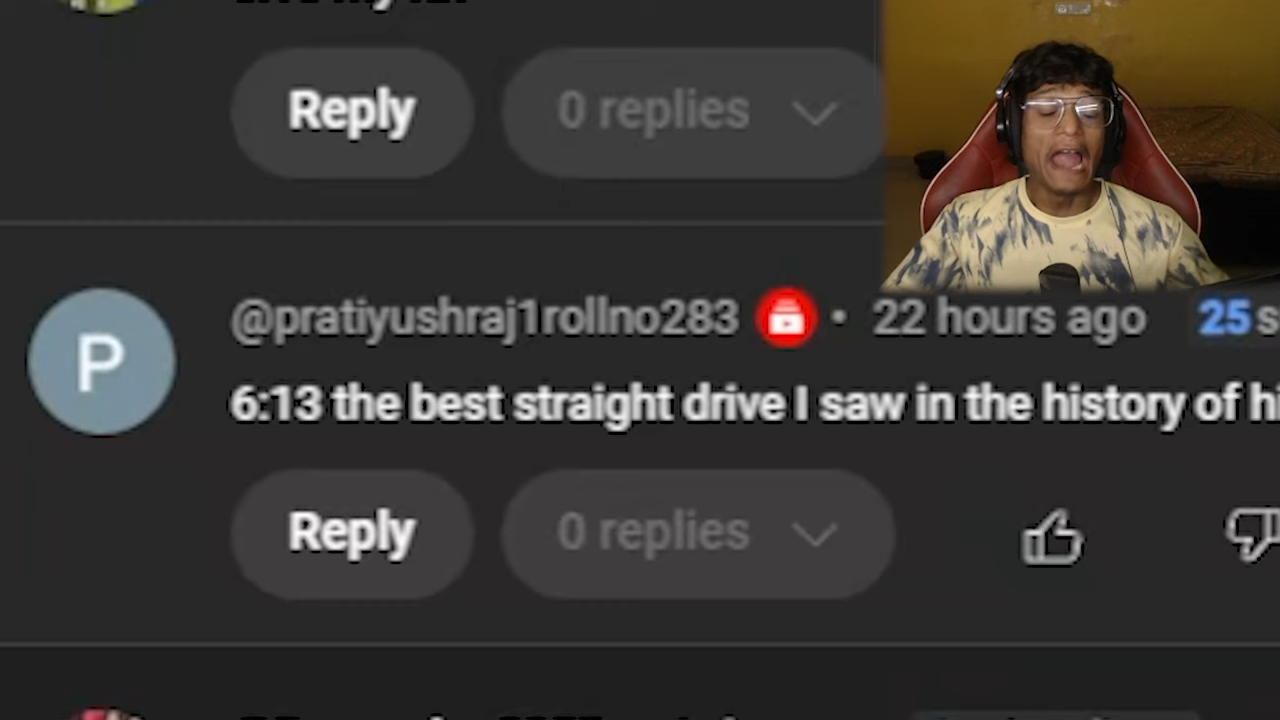 Reply
0 replies
P
@pratiyushraj1rollno283 • 22 hours ago 25
6:13 the best straight drive I saw in the history of
Reply
0 replies